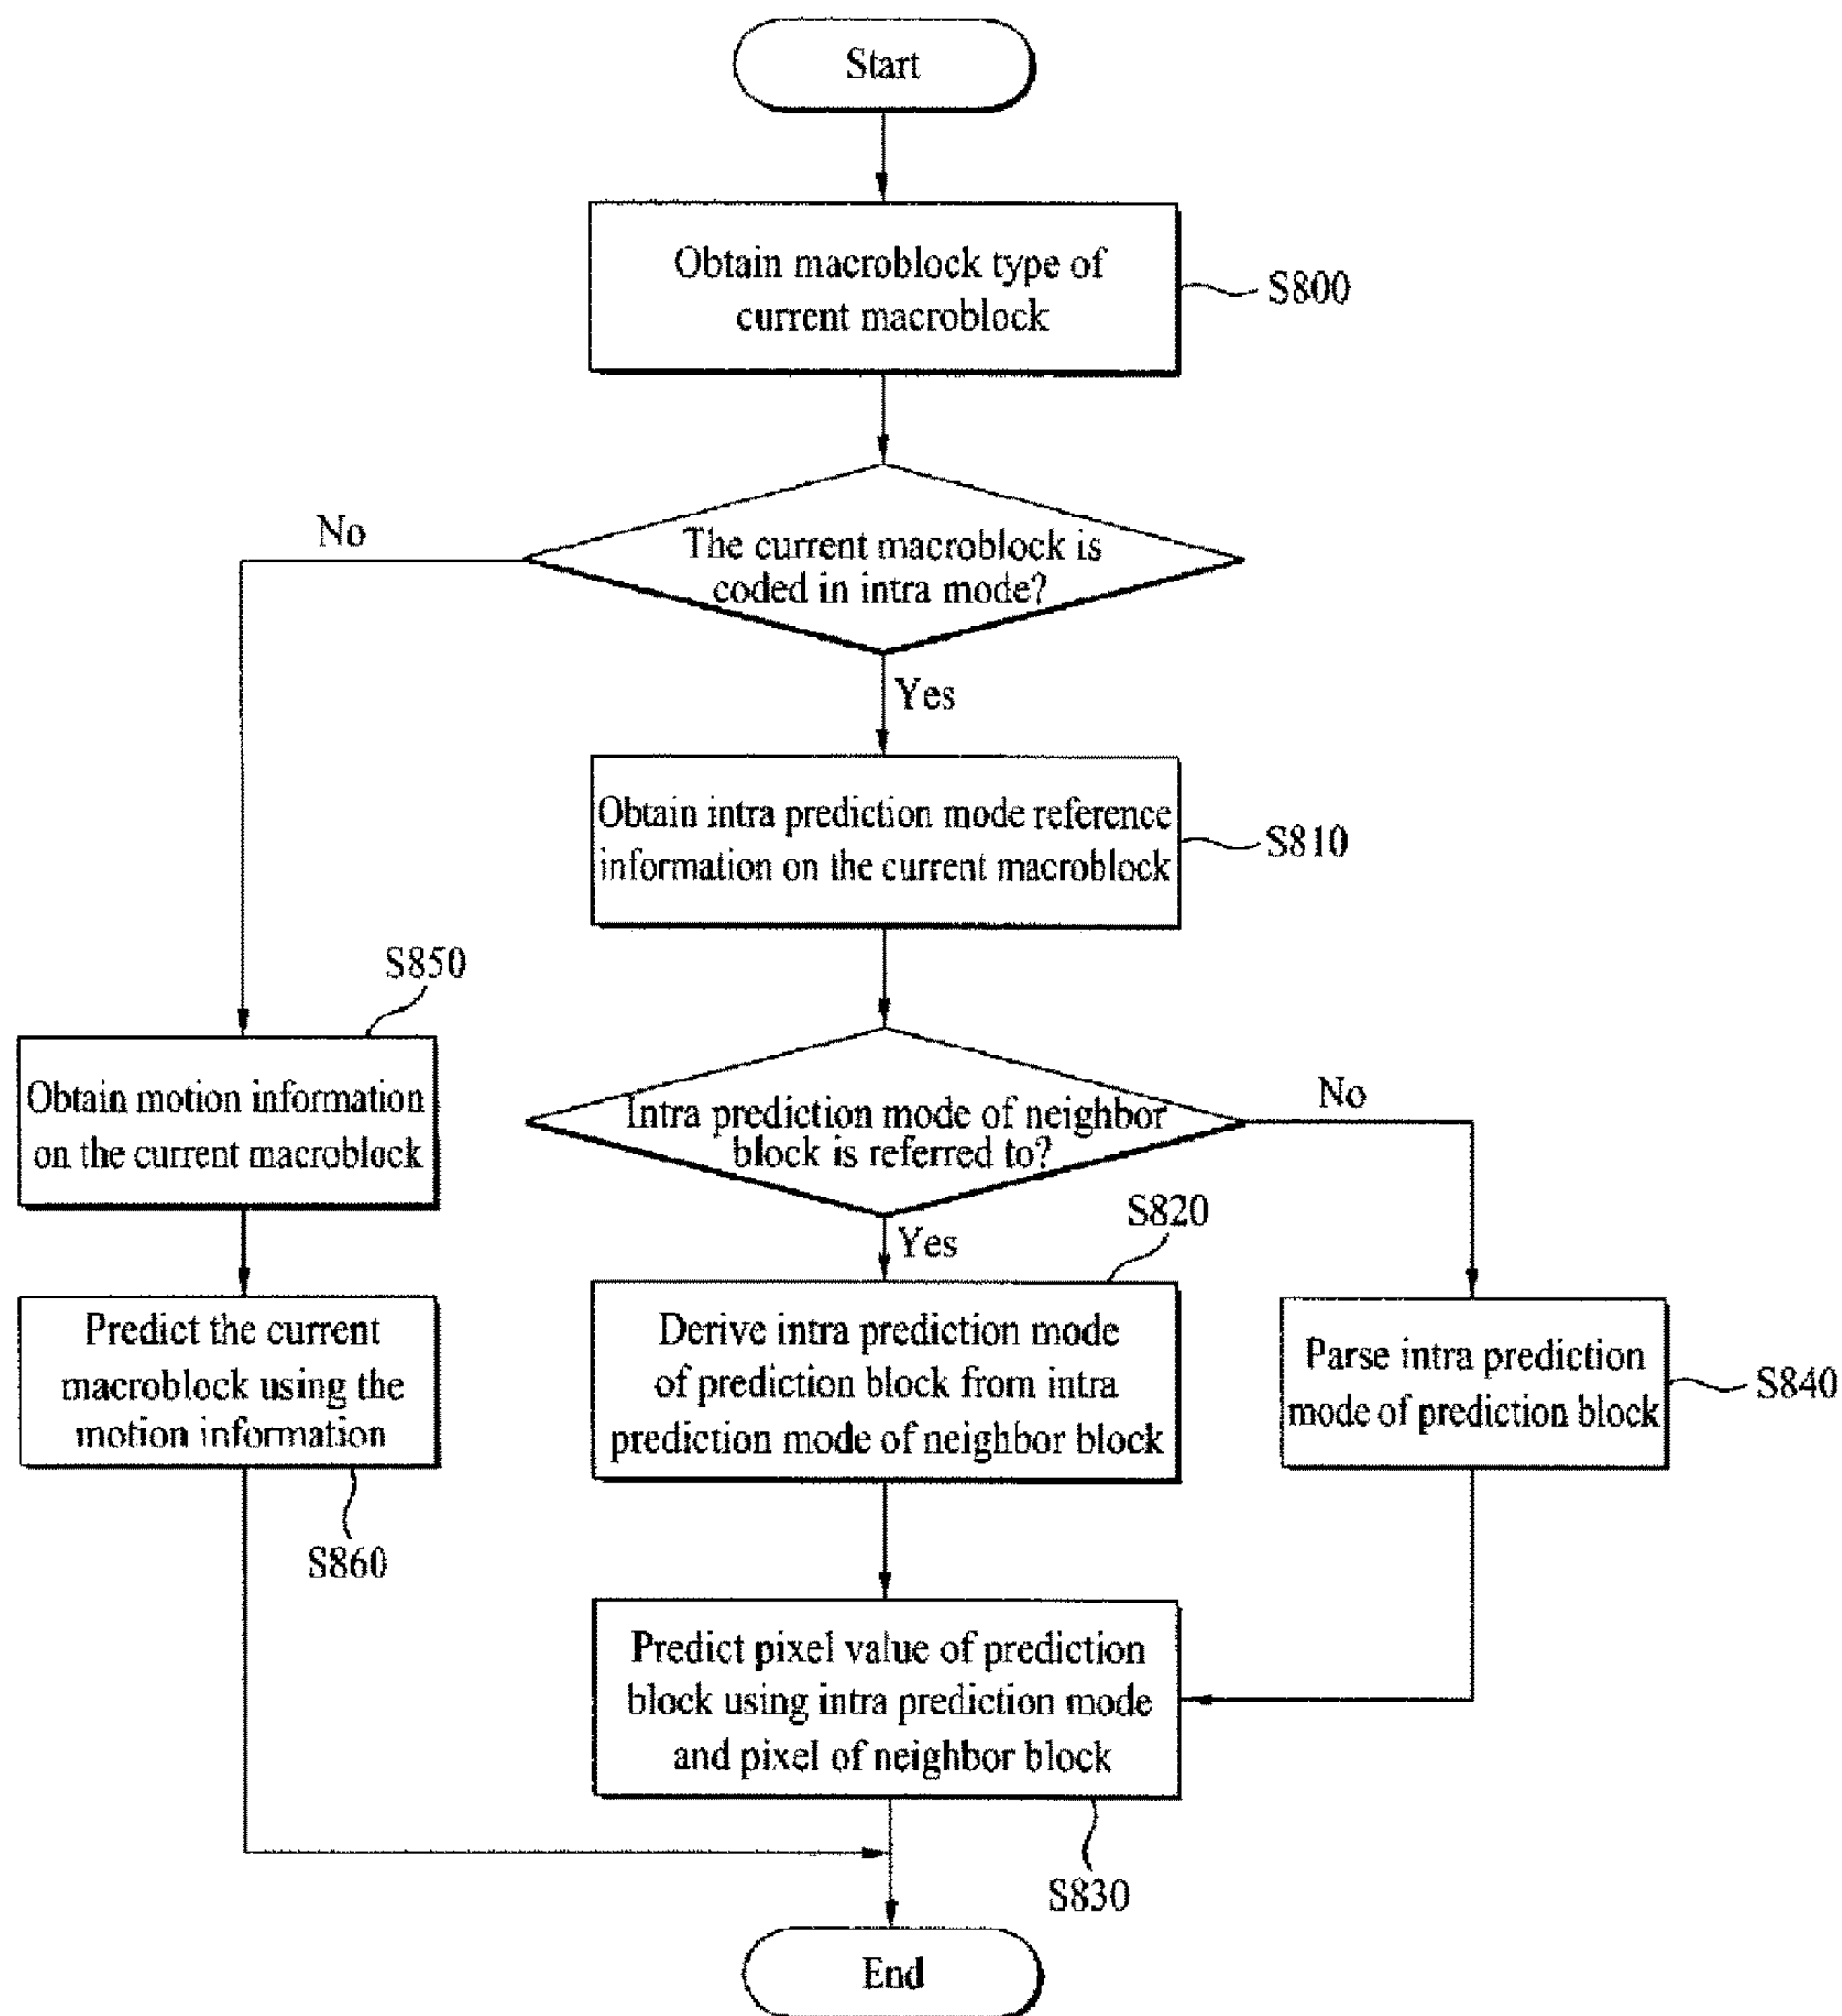 Start
Obtain macroblock type of
current macroblock
S800
The current macroblock is
coded in intra mode?
No
Yes
Obtain intra prediction mode reference
information on the current macroblock
S810
S850
Obtain motion information
on the current macroblock
Intra prediction mode of neighbor
block is referred to?
No
Yes
S820
Predict the current
macroblock using the
motion information
S860
Derive intra prediction mode
of prediction block from intra
prediction mode of neighbor block
Parse intra prediction
mode of prediction block
S840
Predict pixel value of prediction
block using intra prediction mode
and pixel of neighbor block
S830
End